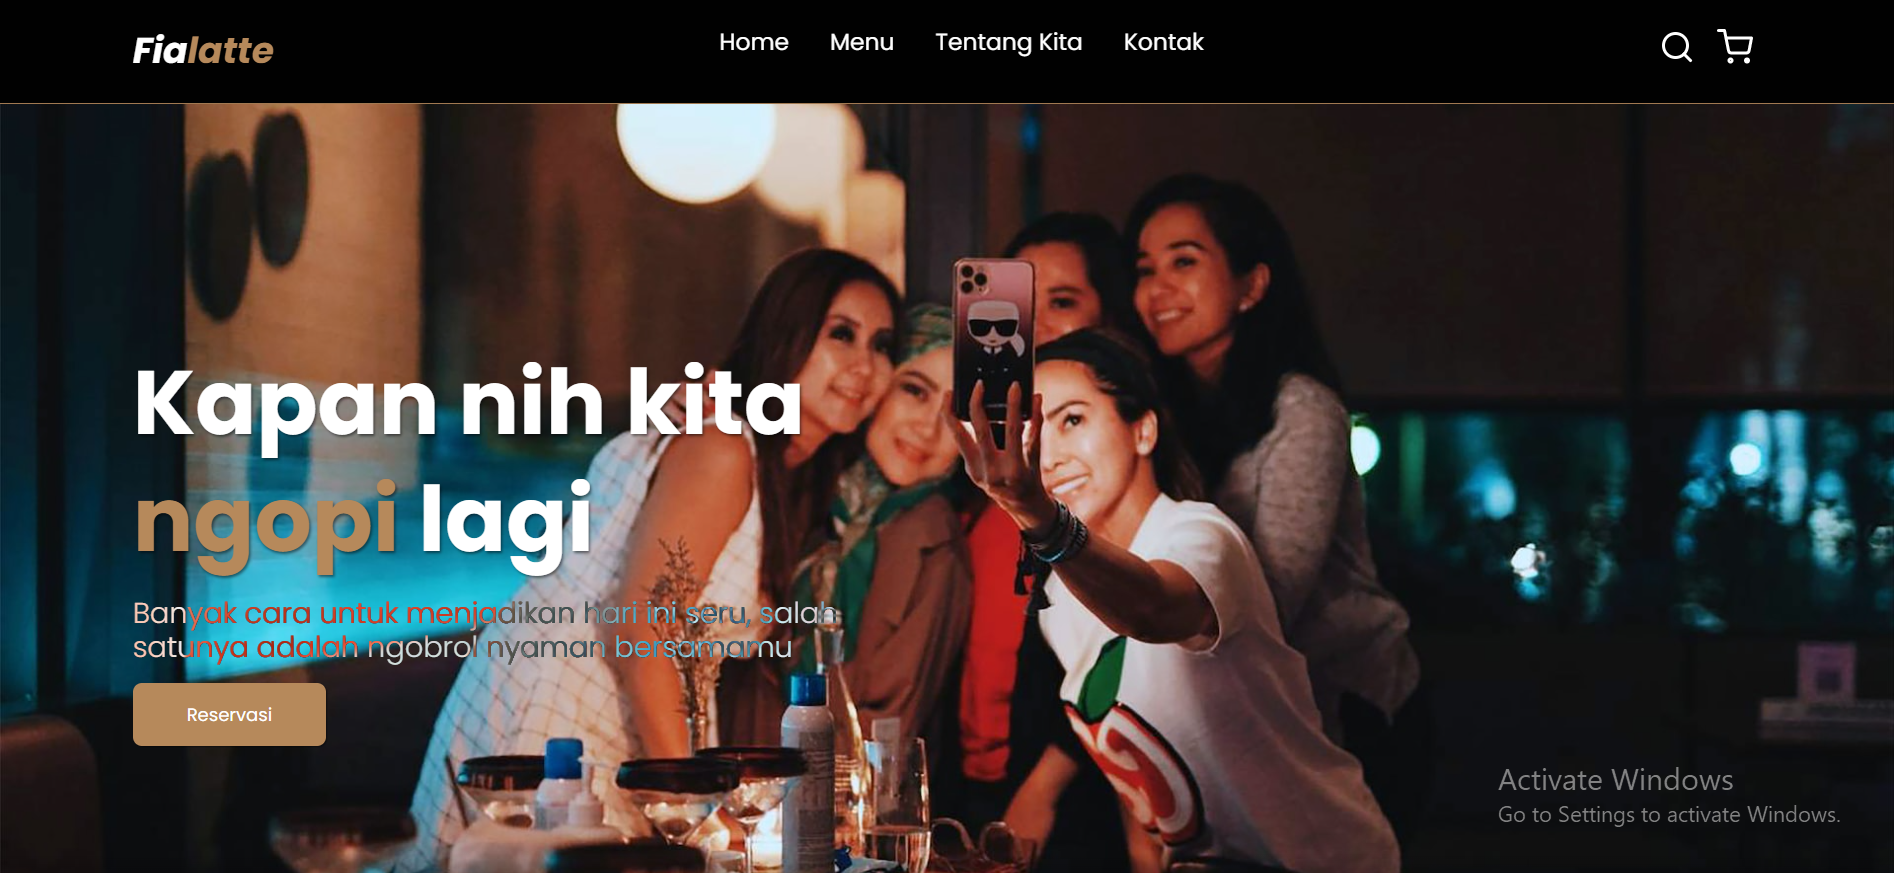 Fialatte
Home Menu Tentang Kita Kontak
Kapan nih kita
ngopi lagi
Banyak cara untuk menjadikan hari ini seru, salah
satunya adalah ngobrol nyaman bersamamu
Reservasi
Activate Windows
Go to Settings to activate Windows.